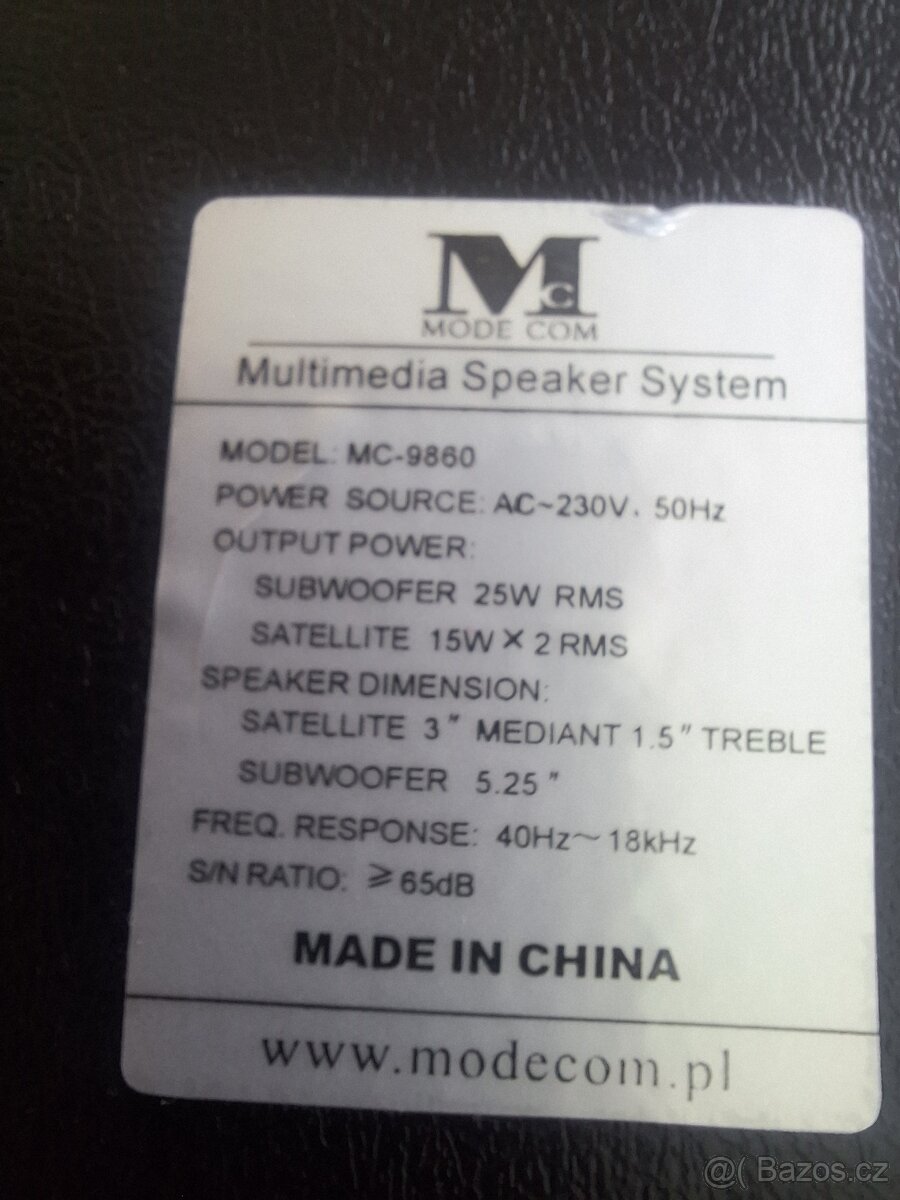 Mc
MODE COM
Multimedia Speaker System
MODEL: MC-9860
POWER SOURCE: AC~230V, 50Hz
OUTPUT POWER:
SUBWOOFER 25W RMS
SATELLITE 15W × 2 RMS
SPEAKER DIMENSION:
SATELLITE 3" MEDIANT 1.5" TREBLE
SUBWOOFER 5.25"
FREQ. RESPONSE: 40Hz~18kHz
S/N RATIO: ≥65dB
MADE IN CHINA
www.modecom.pl
@( Bazos.cz